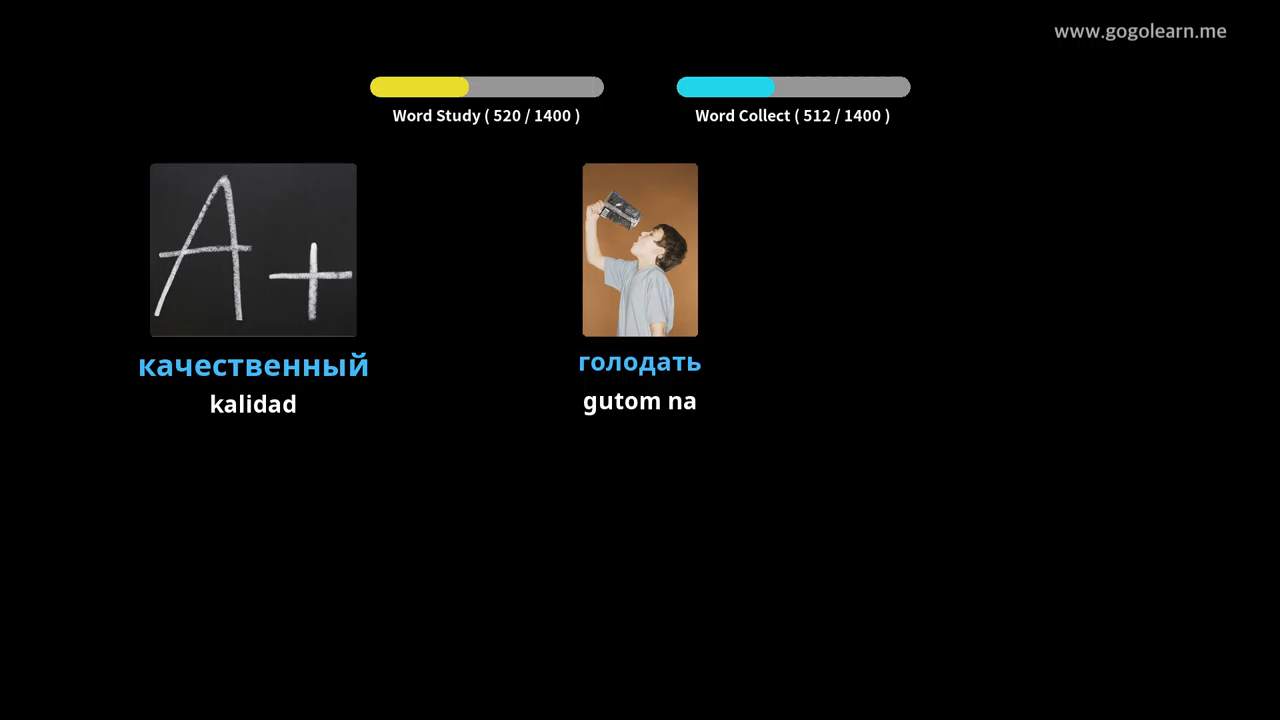 www.gogolearn.me
Word Study ( 520 / 1400 )
Word Collect ( 512 / 1400 )
A+
качественный
kalidad
голодать
gutom na